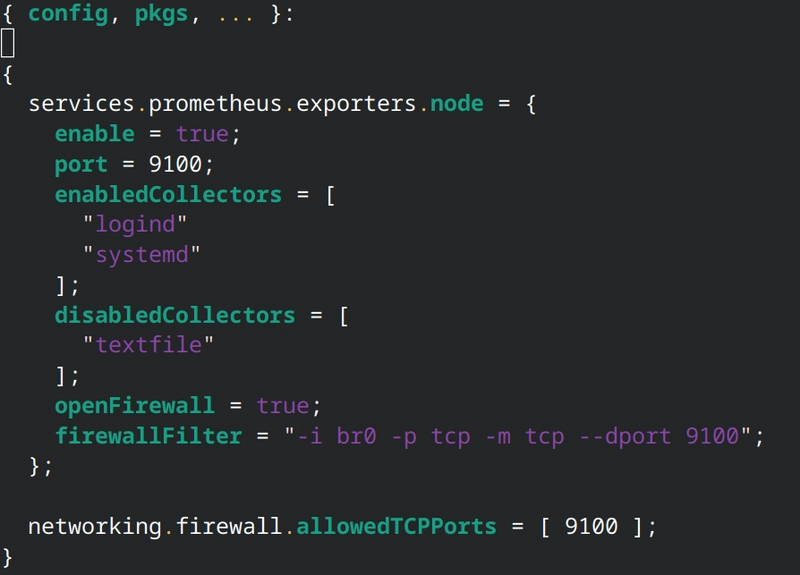 { config, pkgs, ... }:
{
  services.prometheus.exporters.node = {
    enable = true;
    port = 9100;
    enabledCollectors = [
      "logind"
      "systemd"
    ];
    disabledCollectors = [
      "textfile"
    ];
    openFirewall = true;
    firewallFilter = "-i br0 -p tcp -m tcp --dport 9100";
  };
  networking.firewall.allowedTCPPorts = [ 9100 ];
}